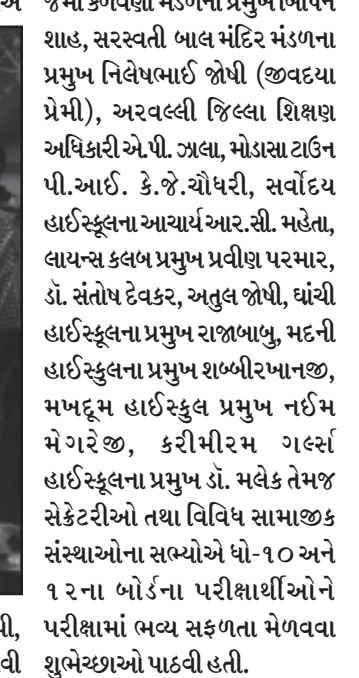 જેમાં કેળવણી મંડળના પ્રમુખ બિપિન
શાહ, સરસ્વતી બાલ મંદિર મંડળના
પ્રમુખ નિલેષભાઈ જોષી (જીવદયા
પ્રેમી), અરવલ્લી જિલ્લા શિક્ષણ
અધિકારી એ.પી. ઝાલા, મોડાસા ટાઉન
પી.આઈ. કે.જે.ચૌધરી, સર્વોદય
હાઈસ્કૂલના આચાર્ય આર.સી. મહેતા,
લાયન્સ કલબ પ્રમુખ પ્રવીણ પરમાર,
ડૉ. સંતોષ દેવકર, અતુલ જોષી, ઘાંચી
હાઈસ્કૂલના પ્રમુખ રાજાબાબુ, મદની
હાઈસ્કુલના પ્રમુખ શબ્બીરખાનજી,
મખદૂમ હાઈસ્કુલ પ્રમુખ નઈમ
મેગરેજી, કરીમીરમ ગર્લ્સ
હાઈસ્કૂલના પ્રમુખ ડૉ. મલેક તેમજ
સેક્રેટરીઓ તથા વિવિધ સામાજીક
સંસ્થાઓના સભ્યોએ ધો-૧૦ અને
૧૨ના બોર્ડના પરીક્ષાર્થીઓને
પરીક્ષામાં ભવ્ય સફળતા મેળવવા
શુભેચ્છાઓ પાઠવી હતી.